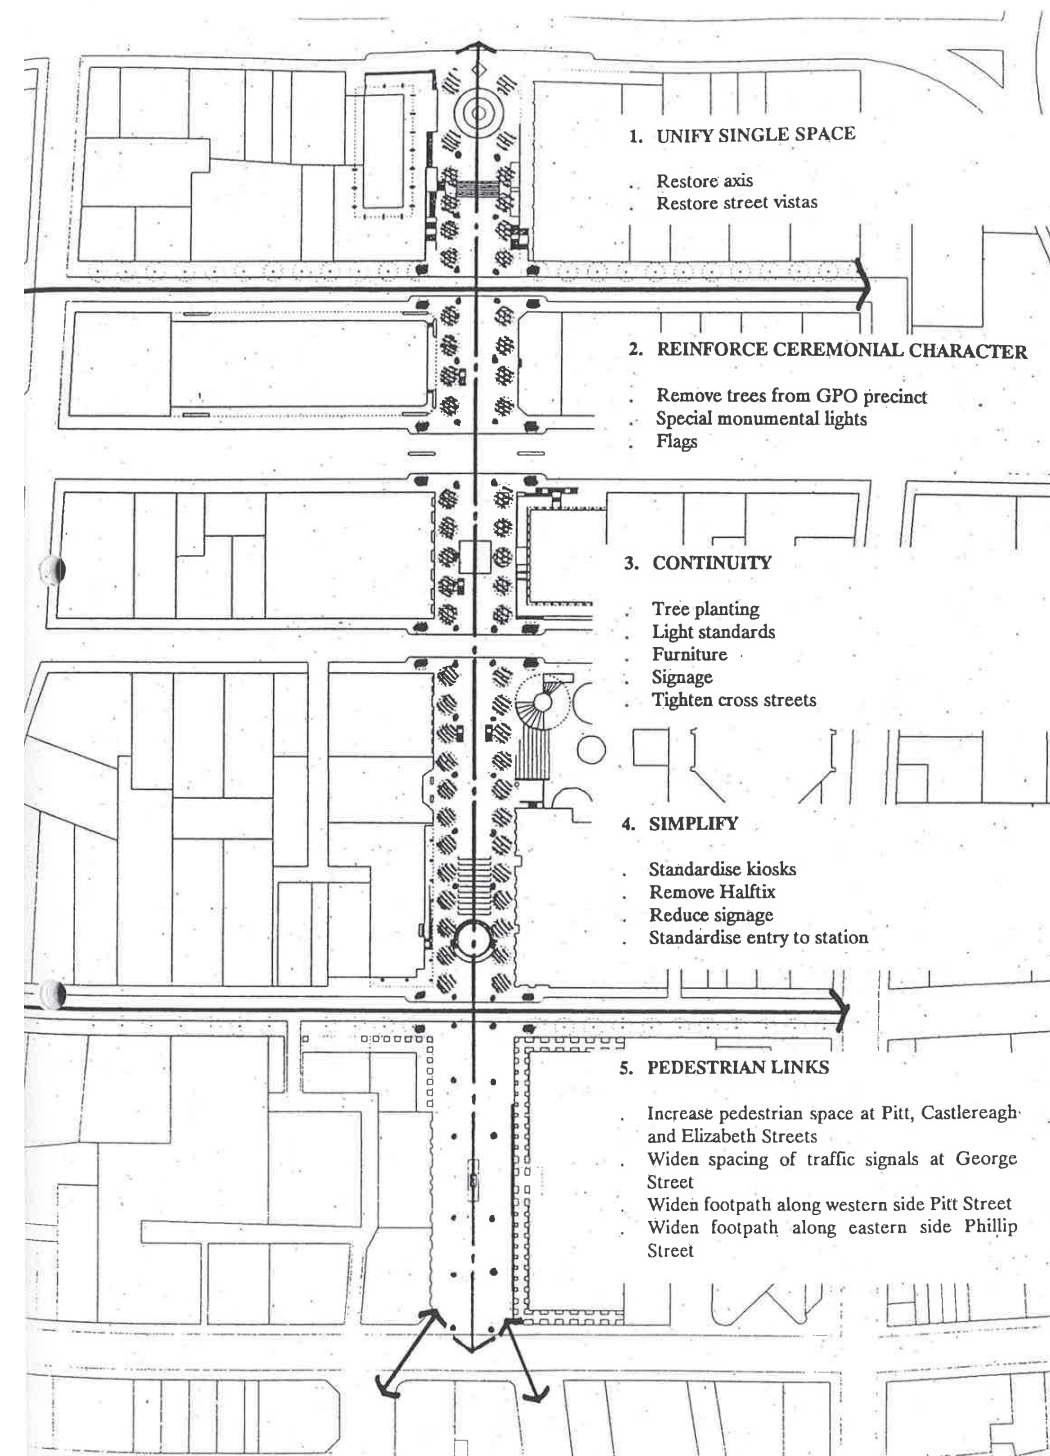 1. UNIFY SINGLE SPACE
. Restore axis
. Restore street vistas
2. REINFORCE CEREMONIAL CHARACTER
. Remove trees from GPO precinct
. Special monumental lights
. Flags
3. CONTINUITY
. Tree planting
. Light standards
. Furniture
. Signage
. Tighten cross streets
4. SIMPLIFY
. Standardise kiosks
. Remove Halftix
. Reduce signage
. Standardise entry to station
5. PEDESTRIAN LINKS
. Increase pedestrian space at Pitt, Castlereagh
and Elizabeth Streets
. Widen spacing of traffic signals at George
Street
. Widen footpath along western side Pitt Street
. Widen footpath along eastern side Phillip
Street